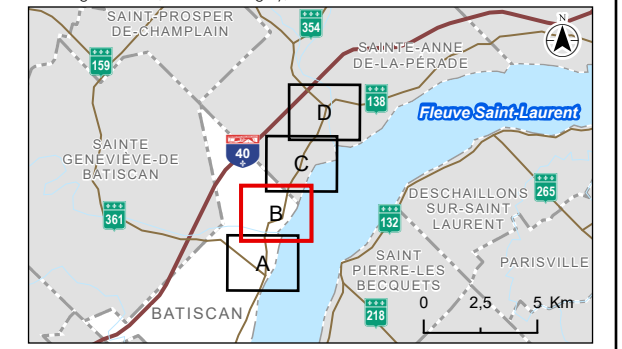 SAINT-PROSPER
DE-CHAMPLAIN
354
N
159
SAINTE-ANNE
DE-LA-PÉRADE
138
D
Fleuve Saint-Laurent
SAINTE
GENEVIÈVE-DE
BATISCAN
40
C
DESCHAILLONS
SUR-SAINT
LAURENT
265
361
B
132
SAINT
PIERRE-LES
BECQUETS
PARISVILLE
A
BATISCAN
218
0 2,5 5 Km